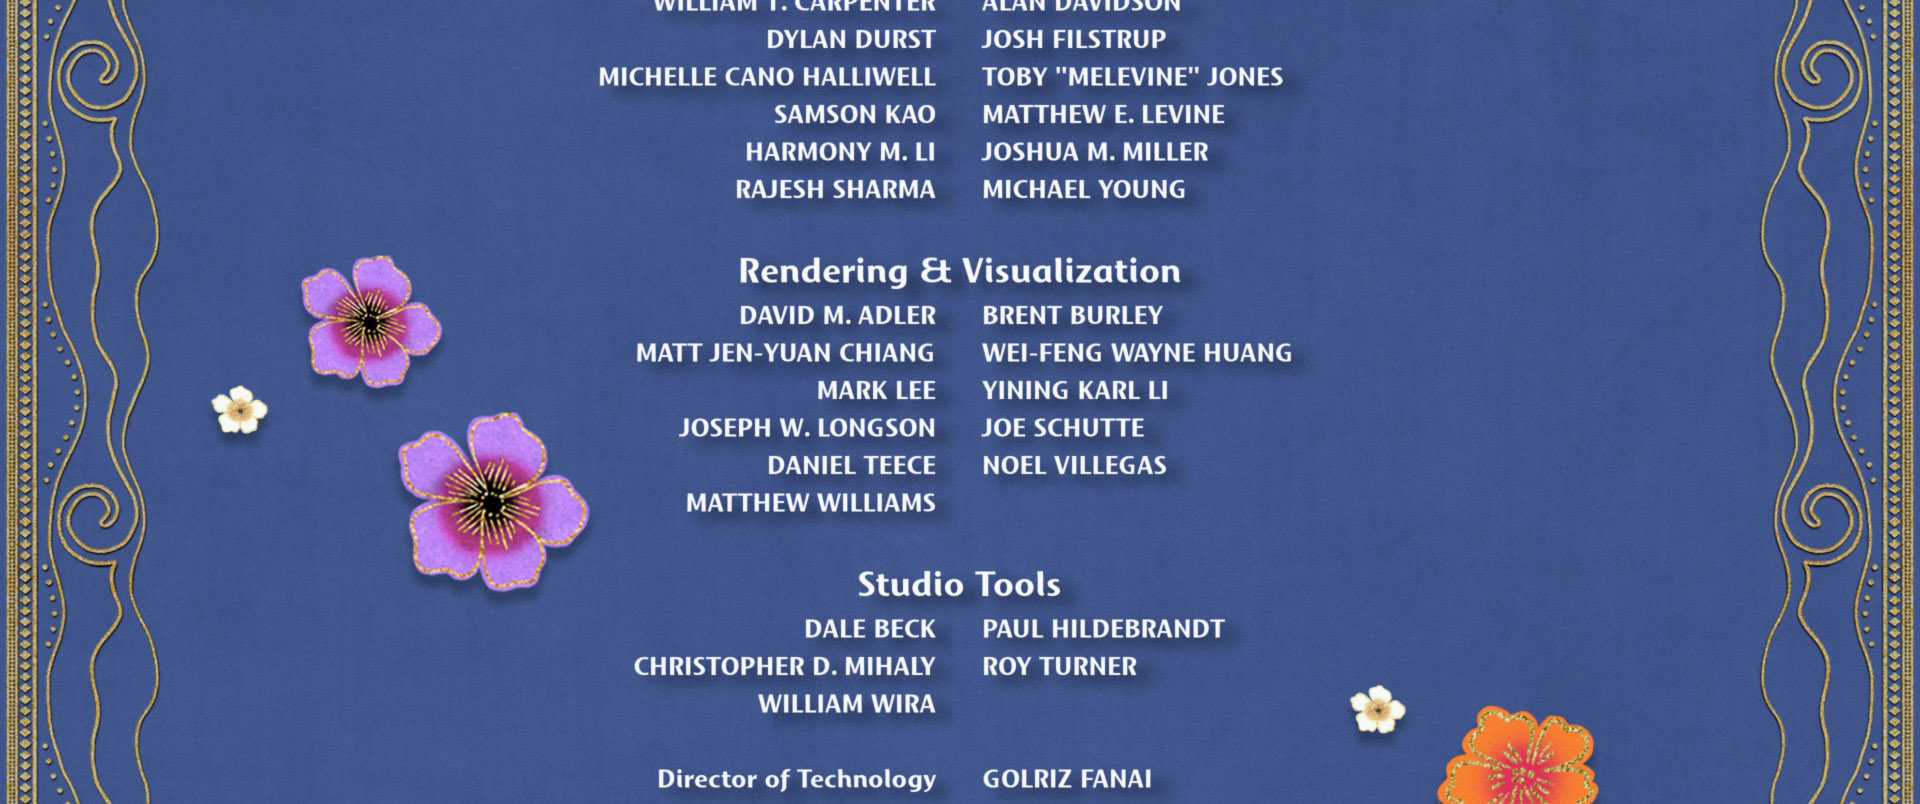 WILLIAM T. CARPENTER ALAN DAVIDSON
DYLAN DURST JOSH FILSTRUP
MICHELLE CANO HALLIWELL TOBY "MELEVINE" JONES
SAMSON KAO MATTHEW E. LEVINE
HARMONY M. LI JOSHUA M. MILLER
RAJESH SHARMA MICHAEL YOUNG
Rendering & Visualization
DAVID M. ADLER BRENT BURLEY
MATT JEN-YUAN CHIANG WEI-FENG WAYNE HUANG
MARK LEE YINING KARL LI
JOSEPH W. LONGSON JOE SCHUTTE
DANIEL TEECE NOEL VILLEGAS
MATTHEW WILLIAMS
Studio Tools
DALE BECK PAUL HILDEBRANDT
CHRISTOPHER D. MIHALY ROY TURNER
WILLIAM WIRA
Director of Technology GOLRIZ FANAI